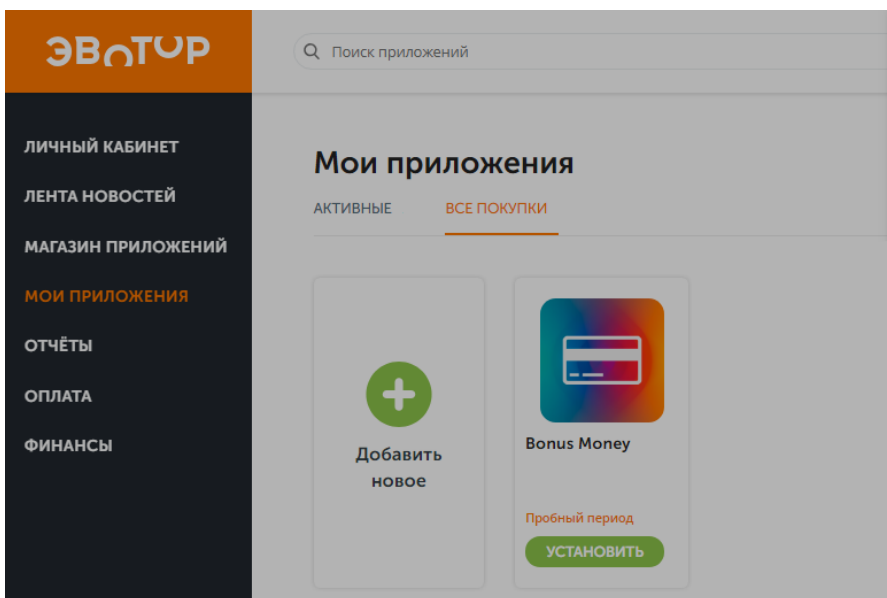 ЭВОТОР
Поиск приложений
ЛИЧНЫЙ КАБИНЕТ
ЛЕНТА НОВОСТЕЙ
МАГАЗИН ПРИЛОЖЕНИЙ
МОИ ПРИЛОЖЕНИЯ
ОТЧЁТЫ
ОПЛАТА
ФИНАНСЫ
Мои приложения
АКТИВНЫЕ ВСЕ ПОКУПКИ
Добавить
новое
Bonus Money
Пробный период
УСТАНОВИТЬ